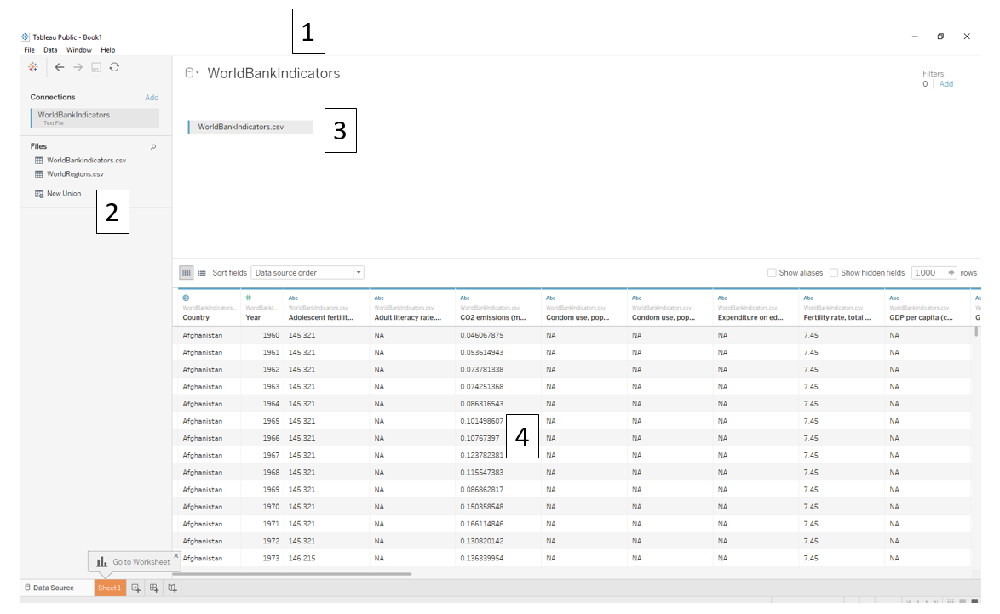 1
Tableau Public - Book1
File Data Window Help
WorldBankIndicators
Filters
0 Add
Connections Add
WorldBankIndicators
Text File
WorldBankIndicators.csv
3
Files
WorldBankIndicators.csv
WorldRegions.csv
New Union
2
Sort fields Data source order Show aliases Show hidden fields 1,000 rows
Abc Abc Abc Abc Abc Abc Abc Abc Ab
WorldBankIndicators... WorldBankI... WorldBankIndicators.csv WorldBankIndicators.csv WorldBankIndicators.csv WorldBankIndicators.csv WorldBankIndicators.csv WorldBankIndicators.csv WorldBankIndicators.csv WorldBankIndicators.csv
Country Year Adolescent fertilit... Adult literacy rate,... CO2 emissions (m... Condom use, pop... Condom use, pop... Expenditure on ed... Fertility rate, total ... GDP per capita (c... G
Afghanistan 1960 145.321 NA 0.046067875 NA NA NA 7.45 NA
Afghanistan 1961 145.321 NA 0.053614943 NA NA NA 7.45 NA
Afghanistan 1962 145.321 NA 0.073781338 NA NA NA 7.45 NA
Afghanistan 1963 145.321 NA 0.074251368 NA NA NA 7.45 NA
Afghanistan 1964 145.321 NA 0.086316543 NA NA NA 7.45 NA
Afghanistan 1965 145.321 NA 0.101498607 NA NA NA 7.45 NA
Afghanistan 1966 145.321 NA 0.10767397 NA NA NA 7.45 NA
4
Afghanistan 1967 145.321 NA 0.123782381 NA NA NA 7.45 NA
Afghanistan 1968 145.321 NA 0.115547383 NA NA NA 7.45 NA
Afghanistan 1969 145.321 NA 0.086862817 NA NA NA 7.45 NA
Afghanistan 1970 145.321 NA 0.150358548 NA NA NA 7.45 NA
Afghanistan 1971 145.321 NA 0.166114846 NA NA NA 7.45 NA
Afghanistan 1972 145.321 NA 0.130820142 NA NA NA 7.45 NA
Afghanistan 1973 146.215 NA 0.136339954 NA NA NA 7.45 NA
Go to Worksheet
Data Source Sheet 1